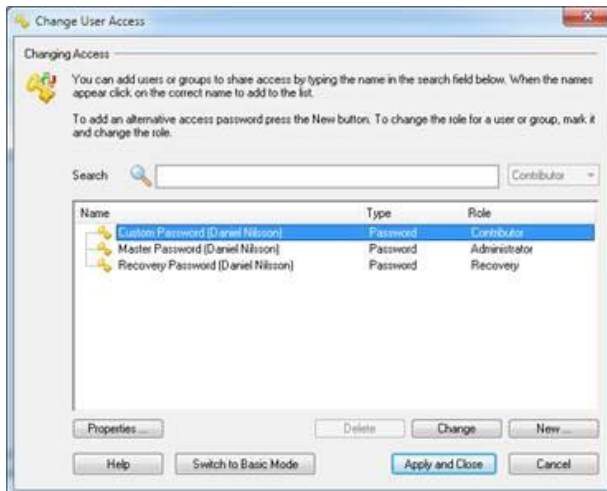 Change User Access
Changing Access
You can add users or groups to share access by typing the name in the search field below. When the names
appear click on the correct name to add to the list.
To add an alternative access password press the New button. To change the role for a user or group, mark it
and change the role.
Search Contributor
Name Type Role
Custom Password (Daniel Nilsson) Password Contributor
Master Password (Daniel Nilsson) Password Administrator
Recovery Password (Daniel Nilsson) Password Recovery
Properties ... Delete Change New ...
Help Switch to Basic Mode Apply and Close Cancel